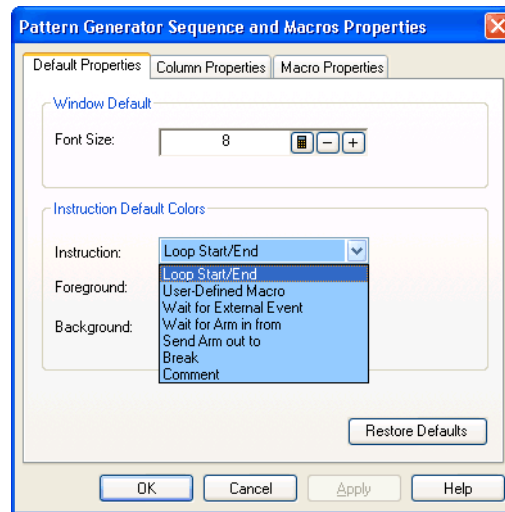 Pattern Generator Sequence and Macros Properties
Default Properties Column Properties Macro Properties
Window Default
Font Size: 8 - +
Instruction Default Colors
Instruction: Loop Start/End
Loop Start/End
Foreground:
User-Defined Macro
Wait for External Event
Background:
Wait for Arm in from
Send Arm out to
Break
Comment
Restore Defaults
OK Cancel Apply Help